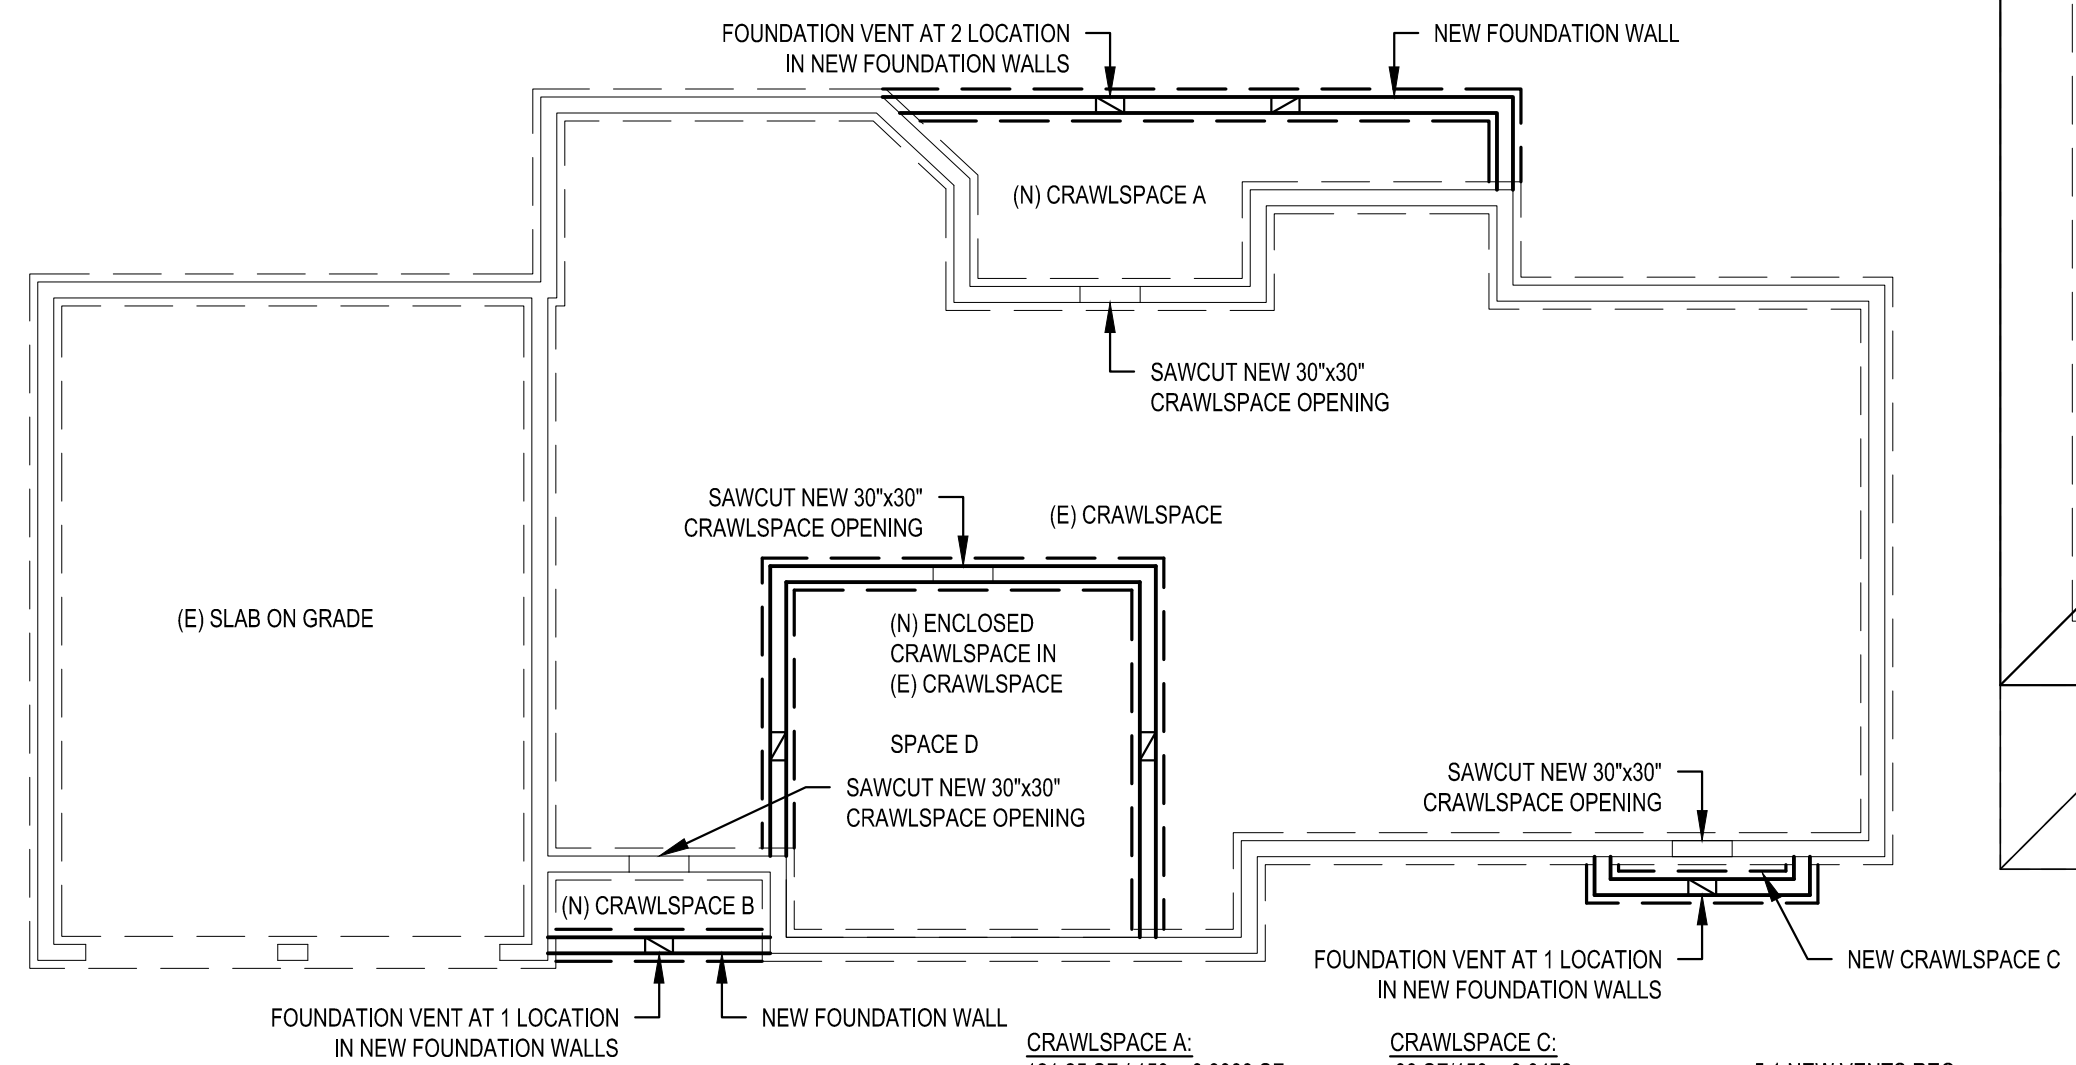 FOUNDATION VENT AT 2 LOCATION
IN NEW FOUNDATION WALLS
NEW FOUNDATION WALL
(N) CRAWLSPACE A
SAWCUT NEW 30"x30"
CRAWLSPACE OPENING
SAWCUT NEW 30"x30"
CRAWLSPACE OPENING
(E) CRAWLSPACE
(E) SLAB ON GRADE
(N) ENCLOSED
CRAWLSPACE IN
(E) CRAWLSPACE
SPACE D
SAWCUT NEW 30"x30"
CRAWLSPACE OPENING
SAWCUT NEW 30"x30"
CRAWLSPACE OPENING
(N) CRAWLSPACE B
FOUNDATION VENT AT 1 LOCATION
IN NEW FOUNDATION WALLS
NEW CRAWLSPACE C
FOUNDATION VENT AT 1 LOCATION
IN NEW FOUNDATION WALLS
NEW FOUNDATION WALL
CRAWLSPACE A:
CRAWLSPACE C:
NEW VENTS